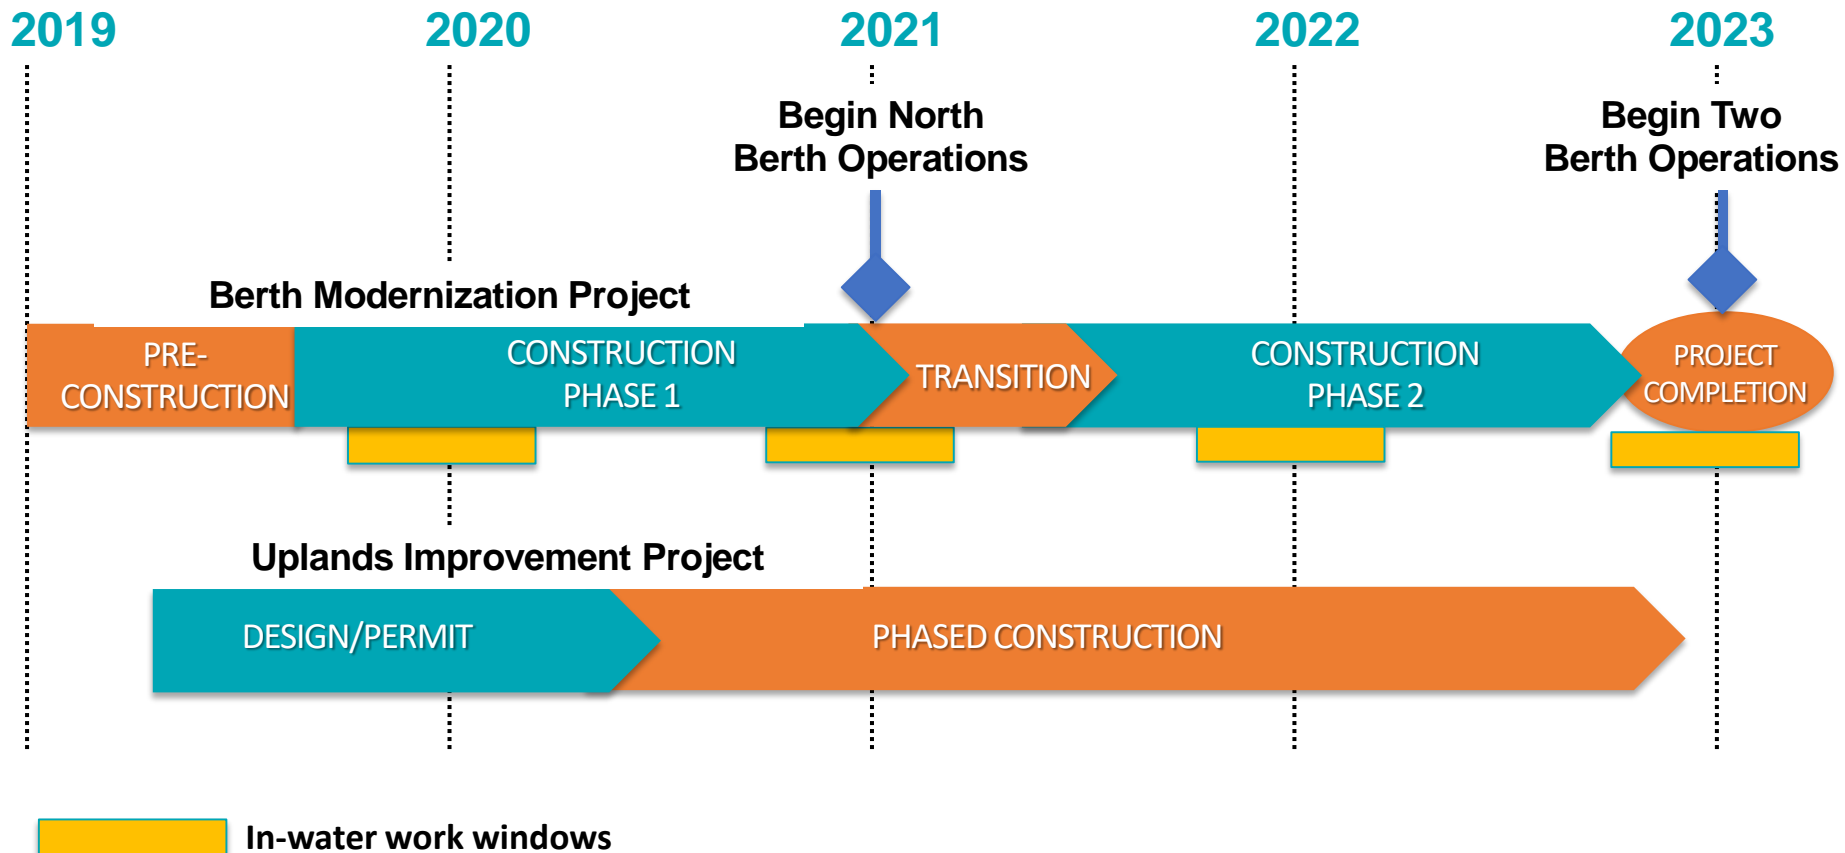 2019
2020
2021
2022
2023
Begin North
Berth Operations
Begin Two
Berth Operations
Berth Modernization Project
PRE-
CONSTRUCTION
CONSTRUCTION
PHASE 1
TRANSITION
CONSTRUCTION
PHASE 2
PROJECT
COMPLETION
Uplands Improvement Project
DESIGN/PERMIT
PHASED CONSTRUCTION
In-water work windows